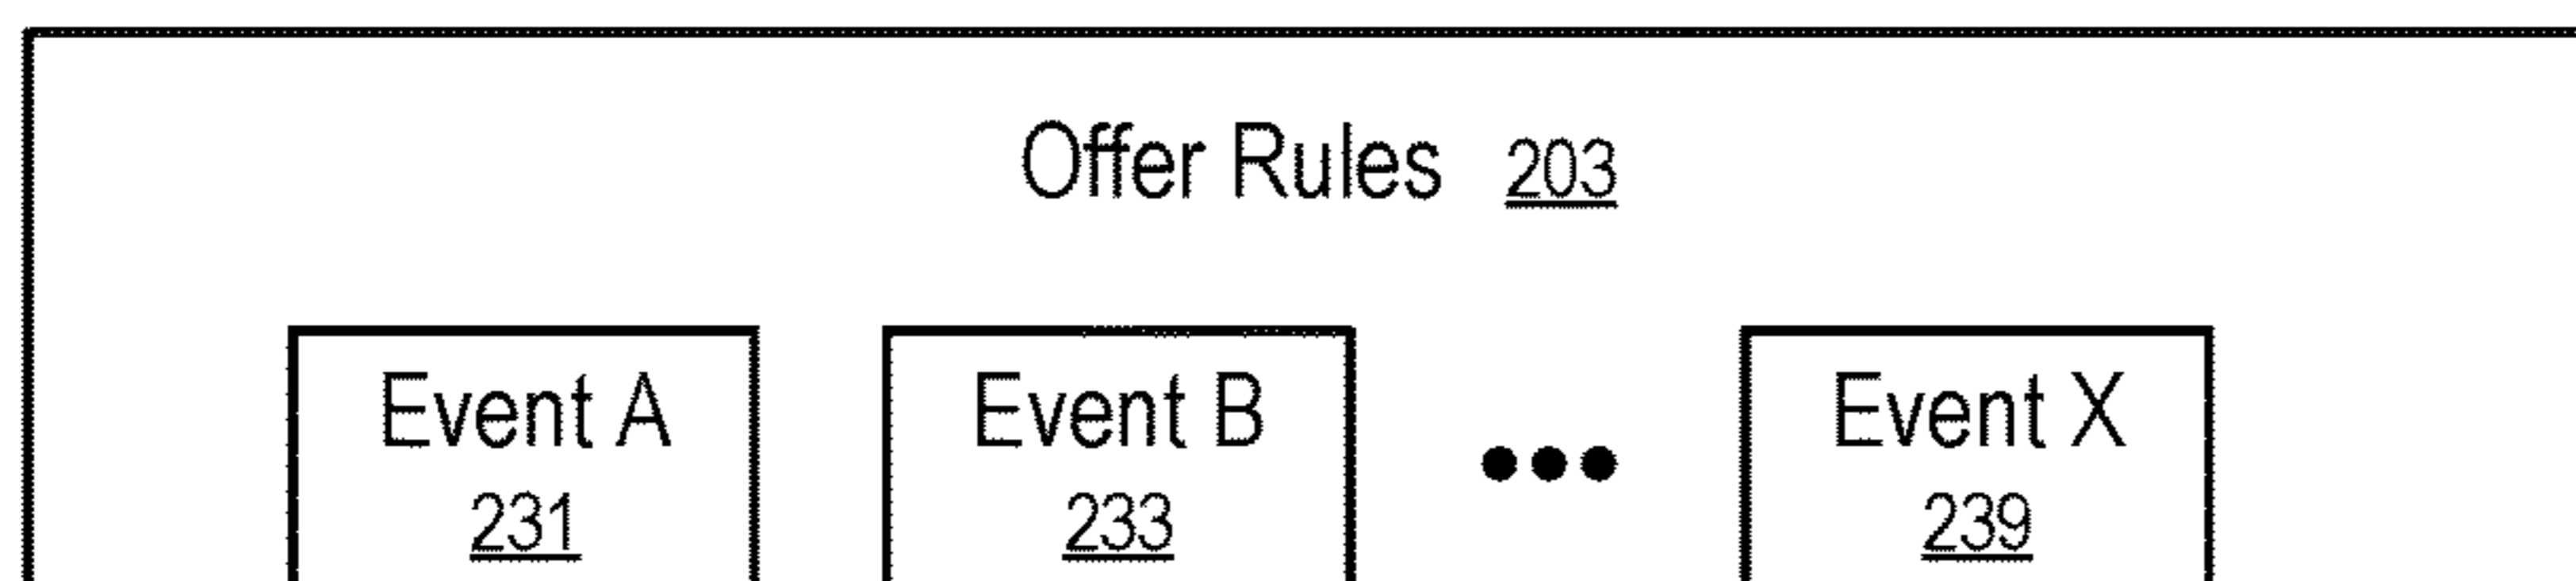 Offer Rules 203
Event A
231
Event B
233
•••
Event X
239